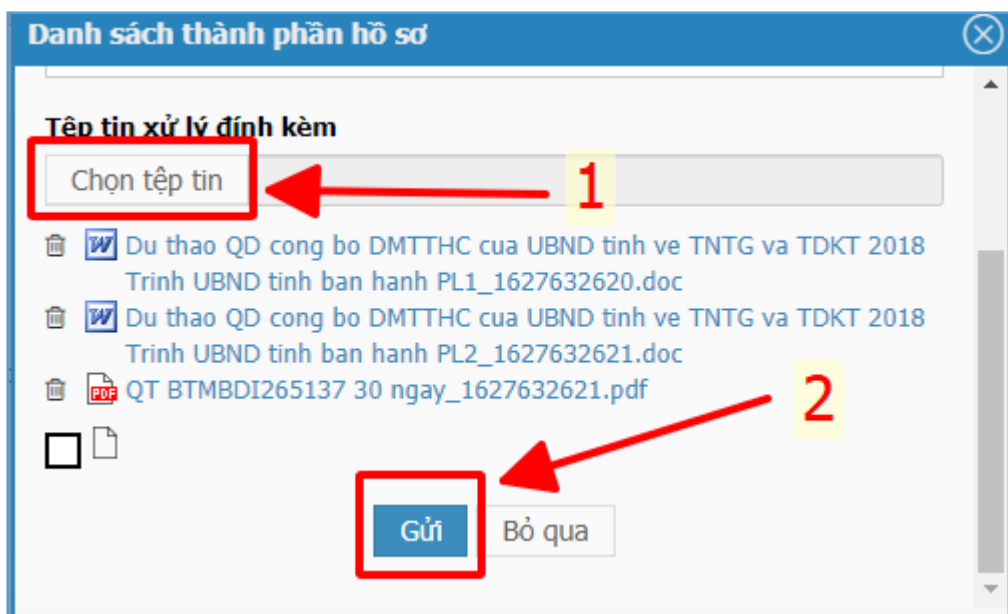 Danh sách thành phần hồ sơ
Tệp tin xử lý đính kèm
Chọn tệp tin
1
Du thao QD cong bo DMTTHC cua UBND tinh ve TNTG va TDKT 2018
Trinh UBND tinh ban hanh PL1_1627632620.doc
Du thao QD cong bo DMTTHC cua UBND tinh ve TNTG va TDKT 2018
Trinh UBND tinh ban hanh PL2_1627632621.doc
QT BTMBDI265137 30 ngay_1627632621.pdf
2
Gửi
Bỏ qua